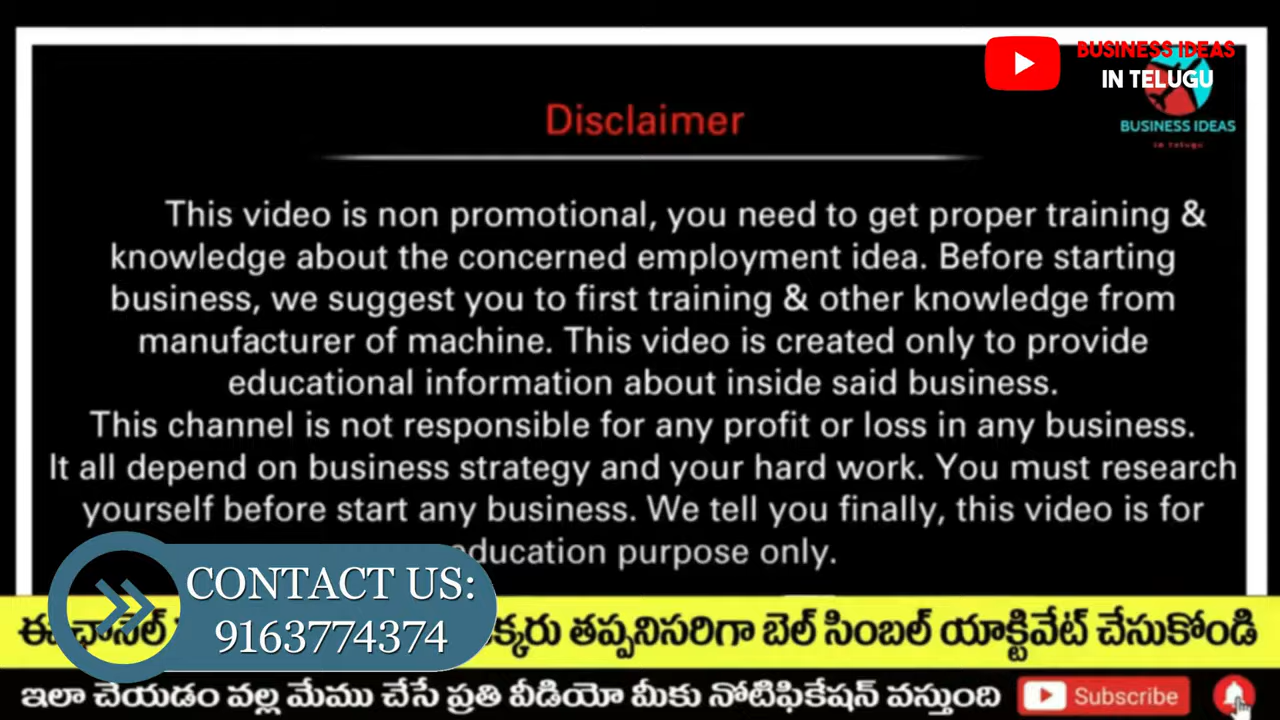 BUSINESS IDEAS
IN TELUGU
BUSINESS IDEAS
In Telugu
Disclaimer
This video is non promotional, you need to get proper training &
knowledge about the concerned employment idea. Before starting
business, we suggest you to first training & other knowledge from
manufacturer of machine. This video is created only to provide
educational information about inside said business.
This channel is not responsible for any profit or loss in any business.
It all depend on business strategy and your hard work. You must research
yourself before start any business. We tell you finally, this video is for
education purpose only.
CONTACT US:
9163774374
ఈ ఛానెల్ తప్పనిసరిగా బెల్ సింబల్ యాక్టివేట్ చేసుకోండి
ఇలా చేయడం వల్ల మేము చేసే ప్రతి వీడియో మీకు నోటిఫికేషన్ వస్తుంది
Subscribe